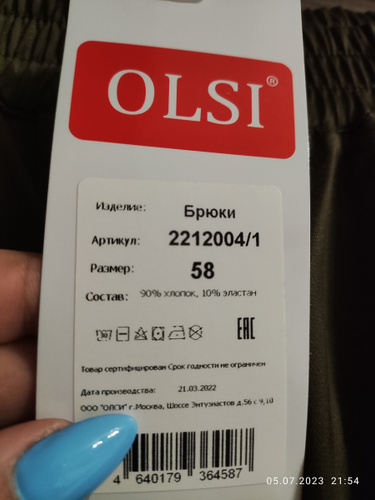 OLSI®
Изделие: Брюки
Артикул: 2212004/1
Размер: 58
Состав: 90% хлопок, 10% эластан
EAC
Товар сертифицирован Срок годности не ограничен
Дата производства: 21.03.2022
ООО "ОЛСИ" г.Москва, Шоссе Энтузиастов д.56 с 9,10
4 640179 364587
05.07.2023 21:54